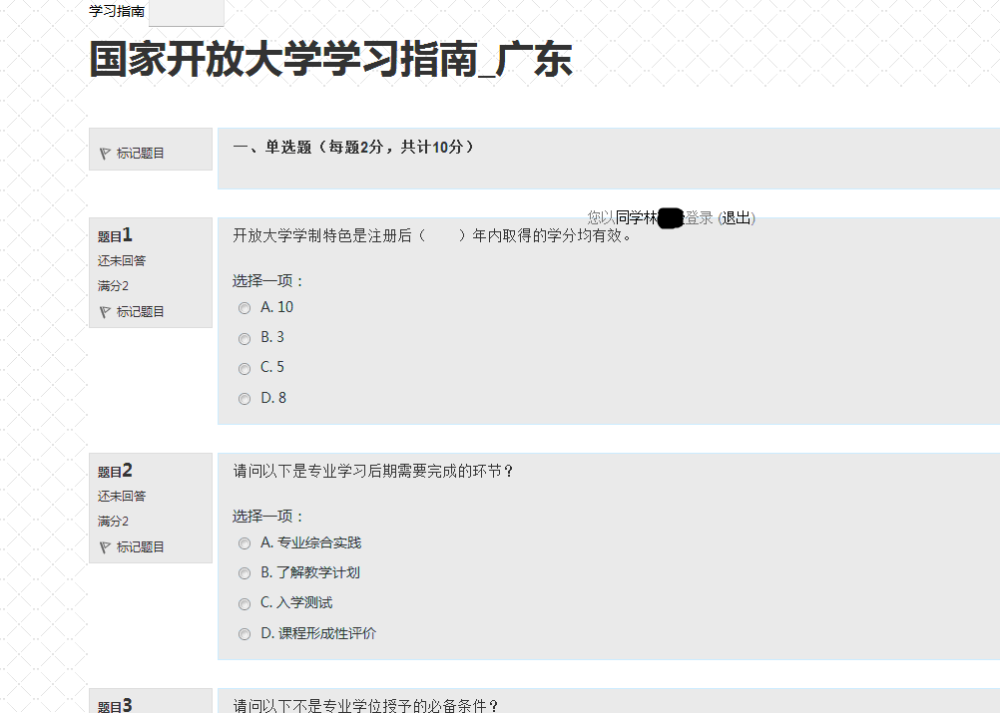 学习指南
国家开放大学学习指南_广东
标记题目
一、单选题（每题2分，共计10分）
您以同学林
登录 (退出)
题目1
还未回答
满分2
标记题目
开放大学学制特色是注册后（　　）年内取得的学分均有效。
选择一项：
A. 10
B. 3
C. 5
D. 8
题目2
还未回答
满分2
标记题目
请问以下是专业学习后期需要完成的环节？
选择一项：
A. 专业综合实践
B. 了解教学计划
C. 入学测试
D. 课程形成性评价
题目3
请问以下不是专业学位授予的必备条件？